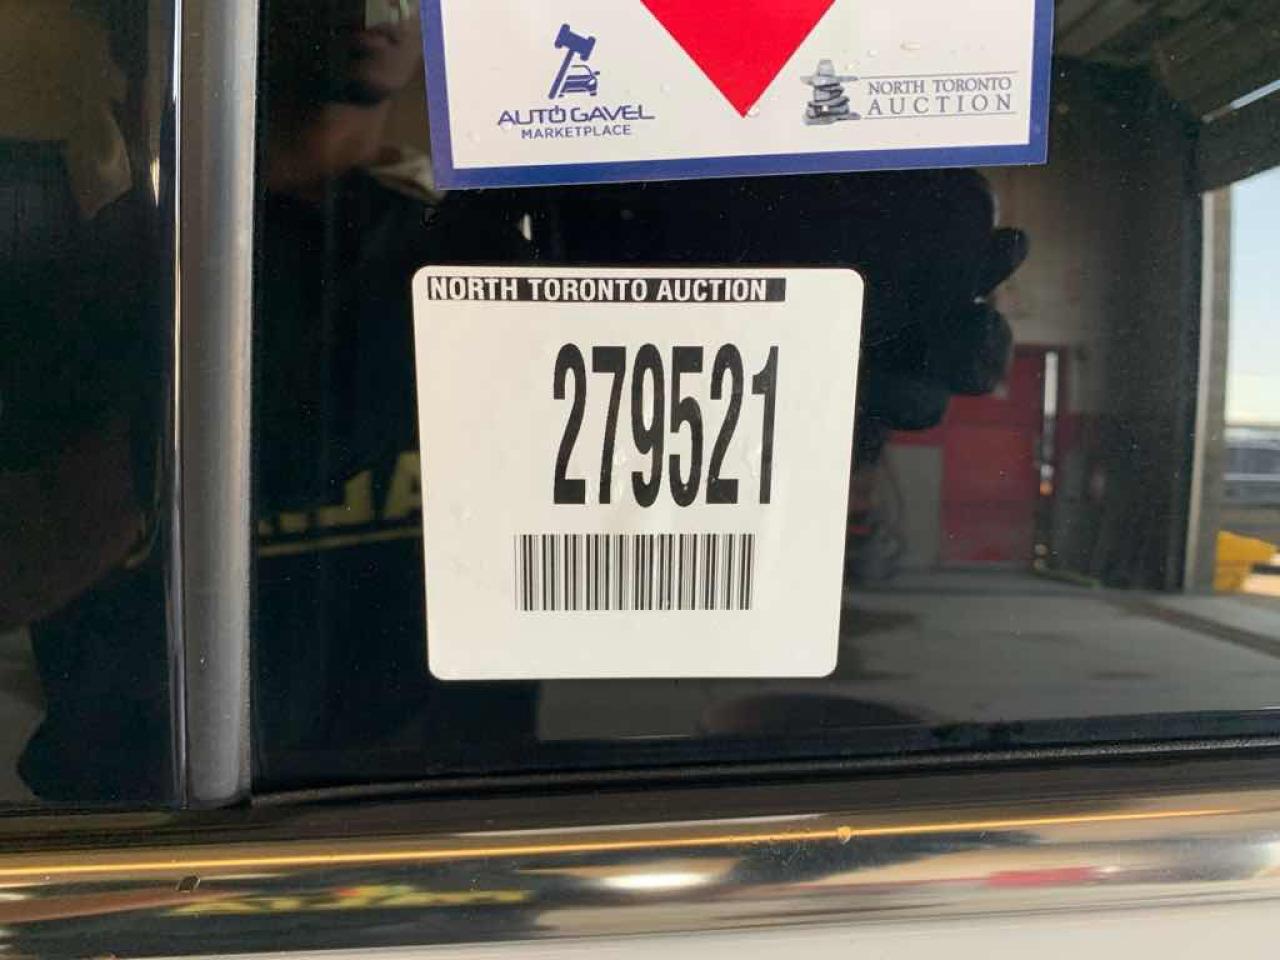 AUTO GAVEL
MARKETPLACE
NORTH TORONTO
AUCTION
NORTH TORONTO AUCTION
279521